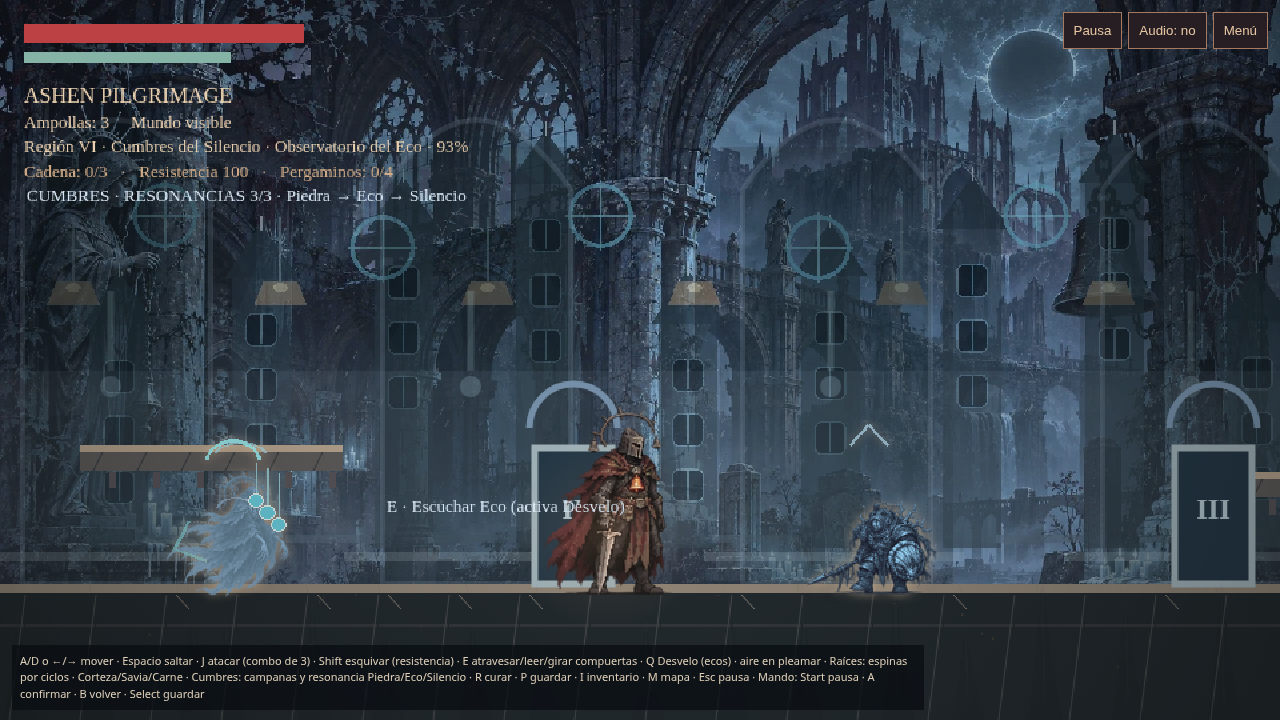 Pausa
Audio: no
Menú
ASHEN PILGRIMAGE
Ampollas: 3 · Mundo visible
Región VI · Cumbres del Silencio · Observatorio del Eco · 93%
Cadena: 0/3 · Resistencia 100 · Pergaminos: 0/4
CUMBRES · RESONANCIAS 3/3 · Piedra → Eco → Silencio
E · Escuchar Eco (activa Desvelo)
III
A/D o ←/→ mover · Espacio saltar · J atacar (combo de 3) · Shift esquivar (resistencia) · E atravesar/leer/girar compuertas · Q Desvelo (ecos) · aire en pleamar · Raíces: espinas
por ciclos · Corteza/Savia/Carne · Cumbres: campanas y resonancia Piedra/Eco/Silencio · R curar · P guardar · I inventario · M mapa · Esc pausa · Mando: Start pausa · A
confirmar · B volver · Select guardar